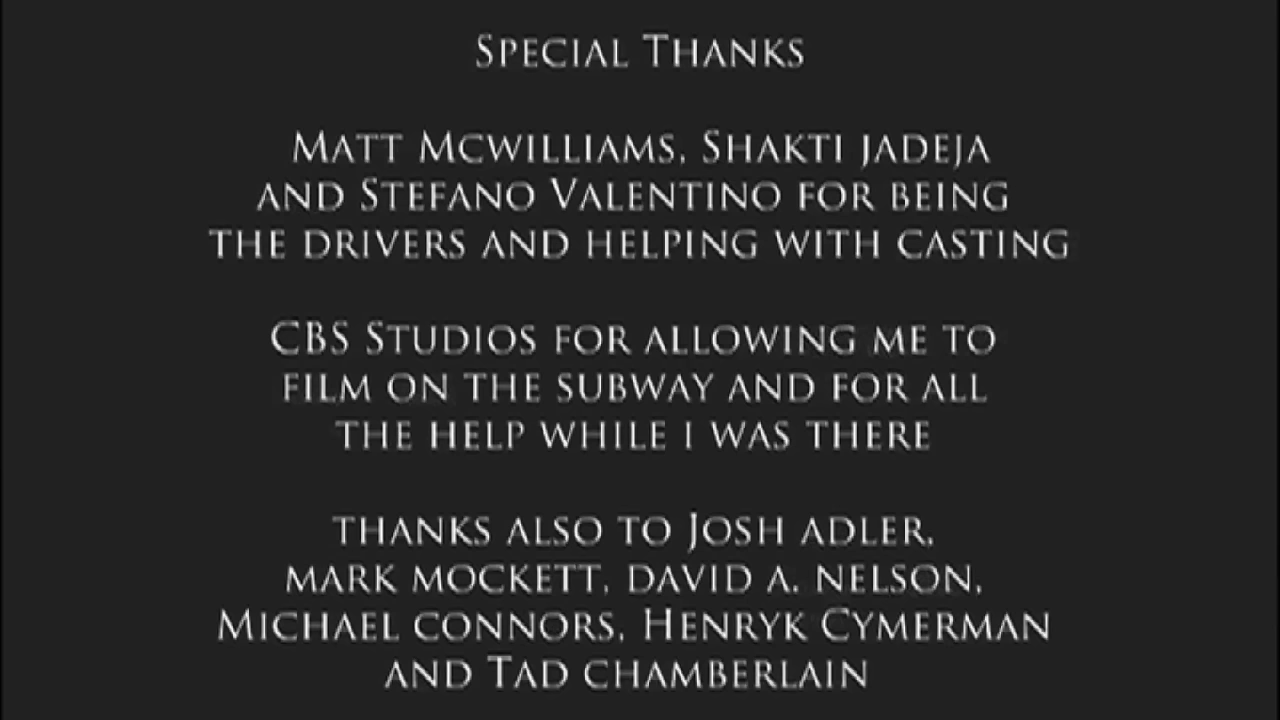 Special Thanks
Matt Mcwilliams, Shakti jadeja
and Stefano Valentino for being
the drivers and helping with casting
CBS Studios for allowing me to
film on the subway and for all
the help while i was there
thanks also to Josh adler,
mark mockett, david a. nelson,
Michael connors, Henryk Cymerman
and Tad chamberlain